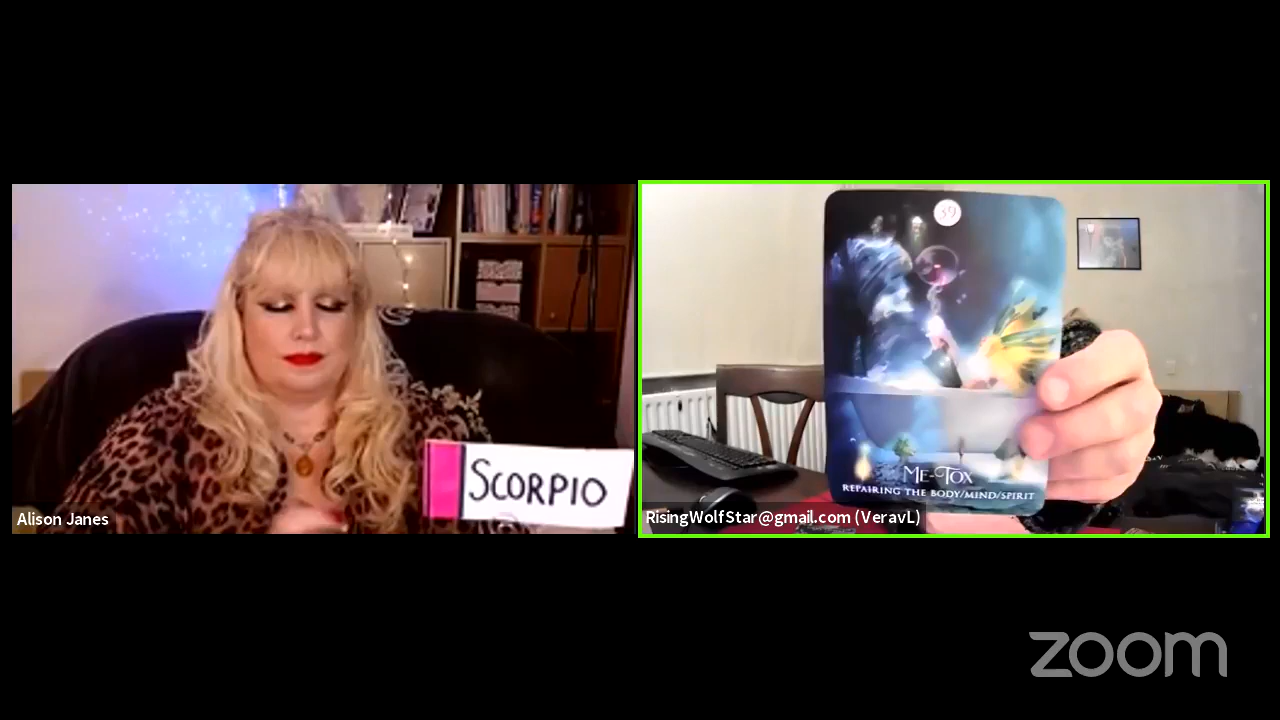 SCORPIO
Alison Janes
39
ME-TOX
REPAIRING THE BODY/MIND/SPIRIT
RisingWolfStar@gmail.com (VeravL)
zoom